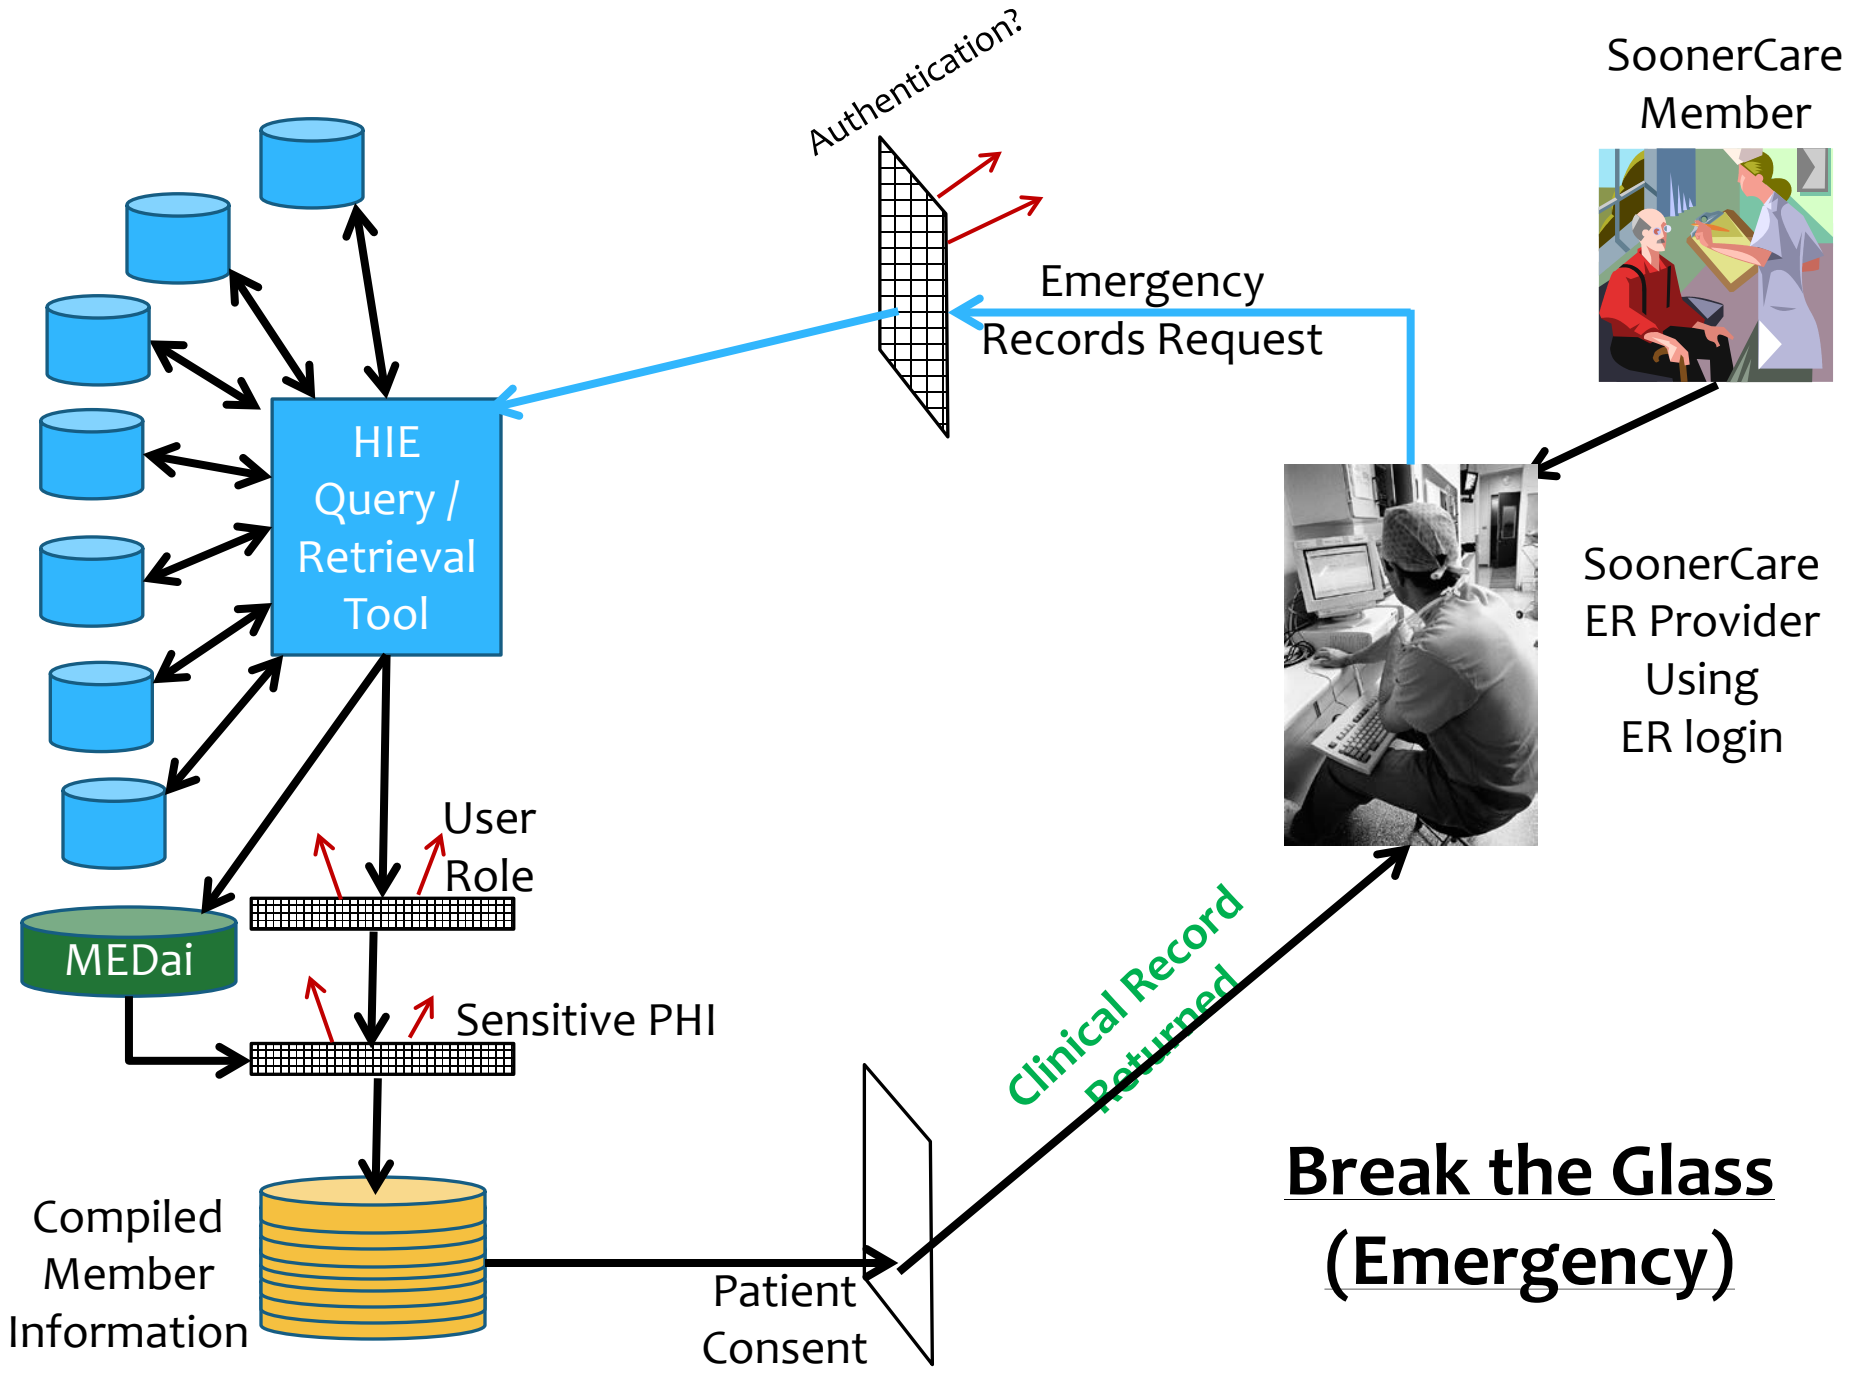 Authentication?
SoonerCare
Member
Emergency
Records Request
HIE
Query /
Retrieval
Tool
SoonerCare
ER Provider
Using
ER login
User
Role
MEDai
Sensitive PHI
Clinical Record
Returned
Compiled
Member
Information
Patient
Consent
Break the Glass
(Emergency)